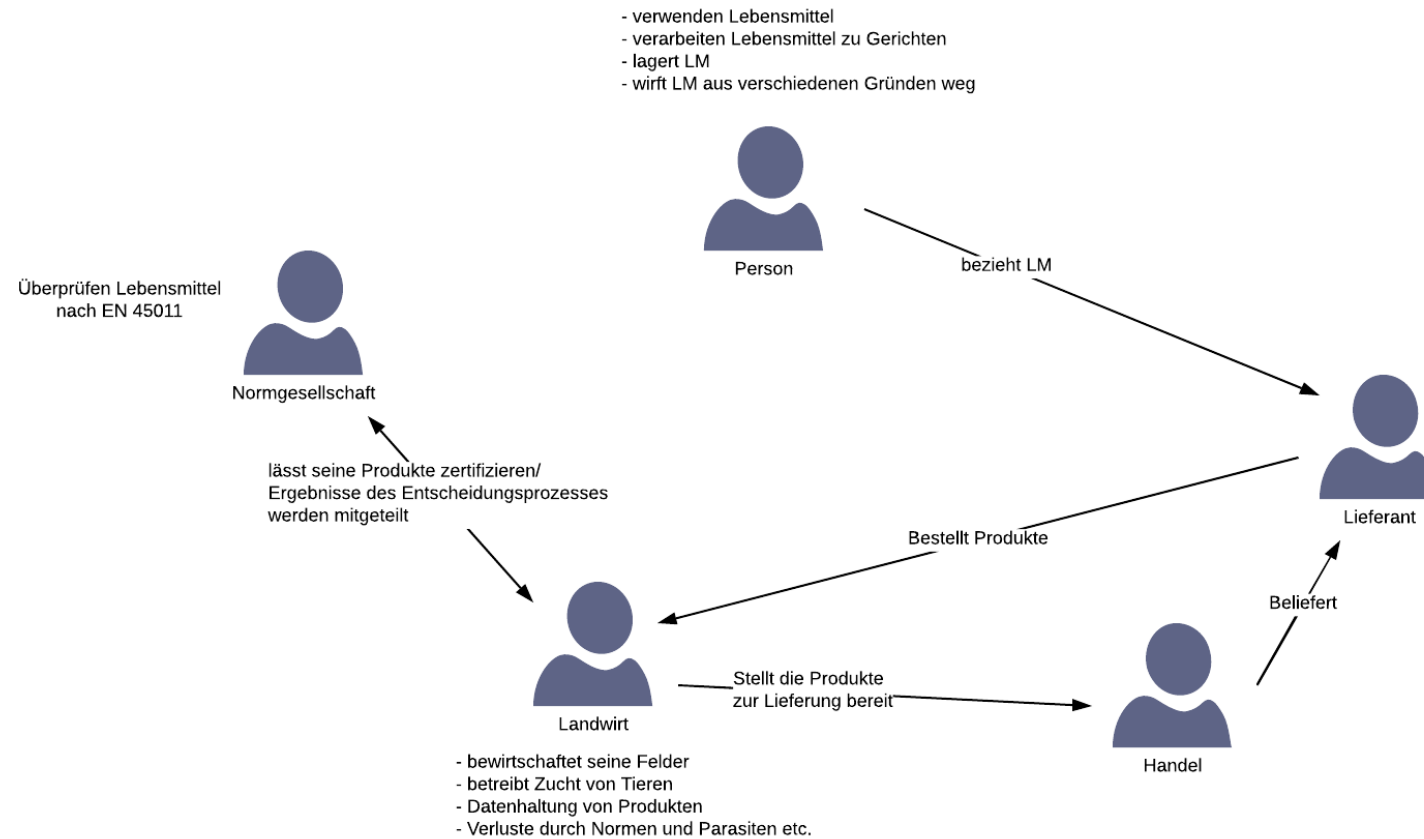 - verwenden Lebensmittel
- verarbeiten Lebensmittel zu Gerichten
- lagert LM
- wirft LM aus verschiedenen Gründen weg
Person
bezieht LM
Überprüfen Lebensmittel
nach EN 45011
Normgesellschaft
lässt seine Produkte zertifizieren/
Ergebnisse des Entscheidungsprozesses
werden mitgeteilt
Lieferant
Bestellt Produkte
Beliefert
Stellt die Produkte
zur Lieferung bereit
Landwirt
Handel
- bewirtschaftet seine Felder
- betreibt Zucht von Tieren
- Datenhaltung von Produkten
- Verluste durch Normen und Parasiten etc.